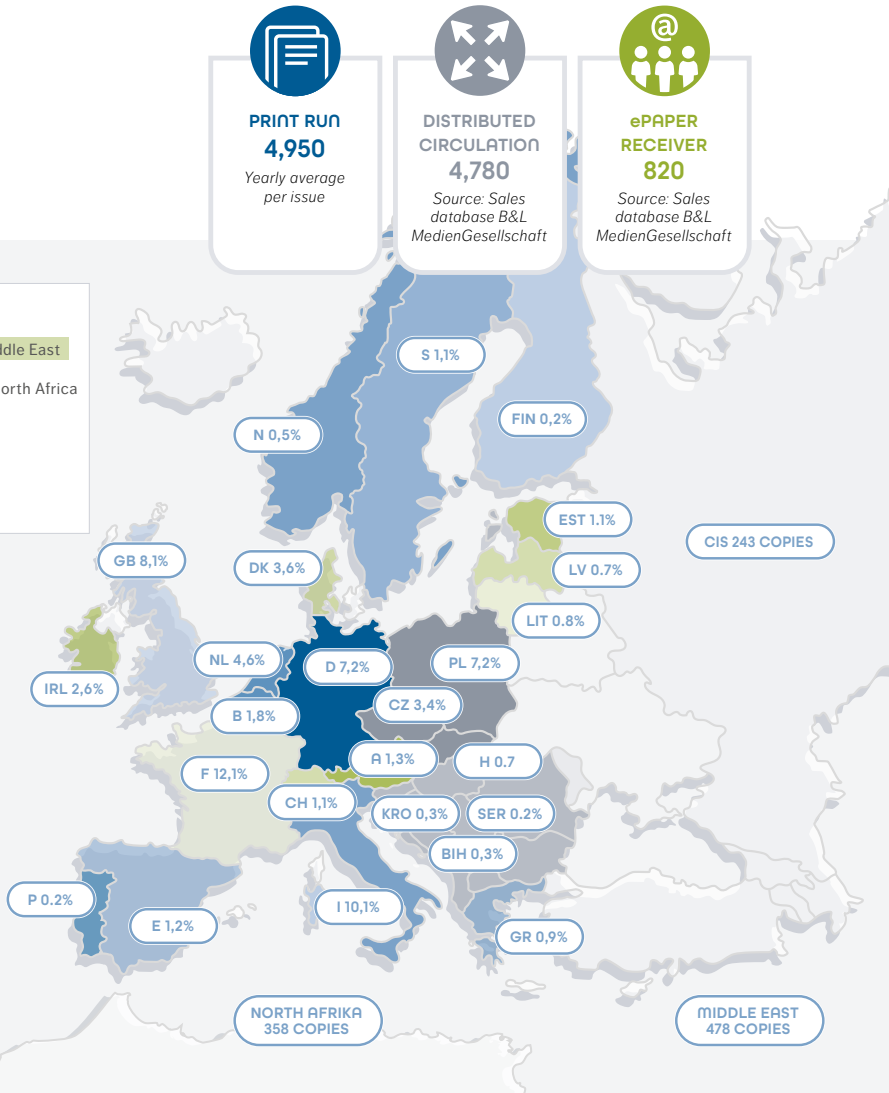 @
PRINT RUN
4,950
Yearly average
per issue
DISTRIBUTED
CIRCULATION
4,780
Source: Sales
database B&L
MedienGesellschaft
ePAPER
RECEIVER
820
Source: Sales
database B&L
MedienGesellschaft
East
Africa
S 1,1%
FIN 0,2%
N 0,5%
EST 1.1%
CIS 243 COPIES
GB 8,1%
DK 3,6%
LV 0.7%
LIT 0.8%
NL 4,6%
D 7,2%
PL 7,2%
IRL 2,6%
CZ 3,4%
B 1,8%
A 1,3%
H 0.7
F 12,1%
CH 1,1%
KRO 0,3%
SER 0.2%
BIH 0,3%
P 0.2%
I 10,1%
E 1,2%
GR 0,9%
NORTH AFRIKA
358 COPIES
MIDDLE EAST
478 COPIES